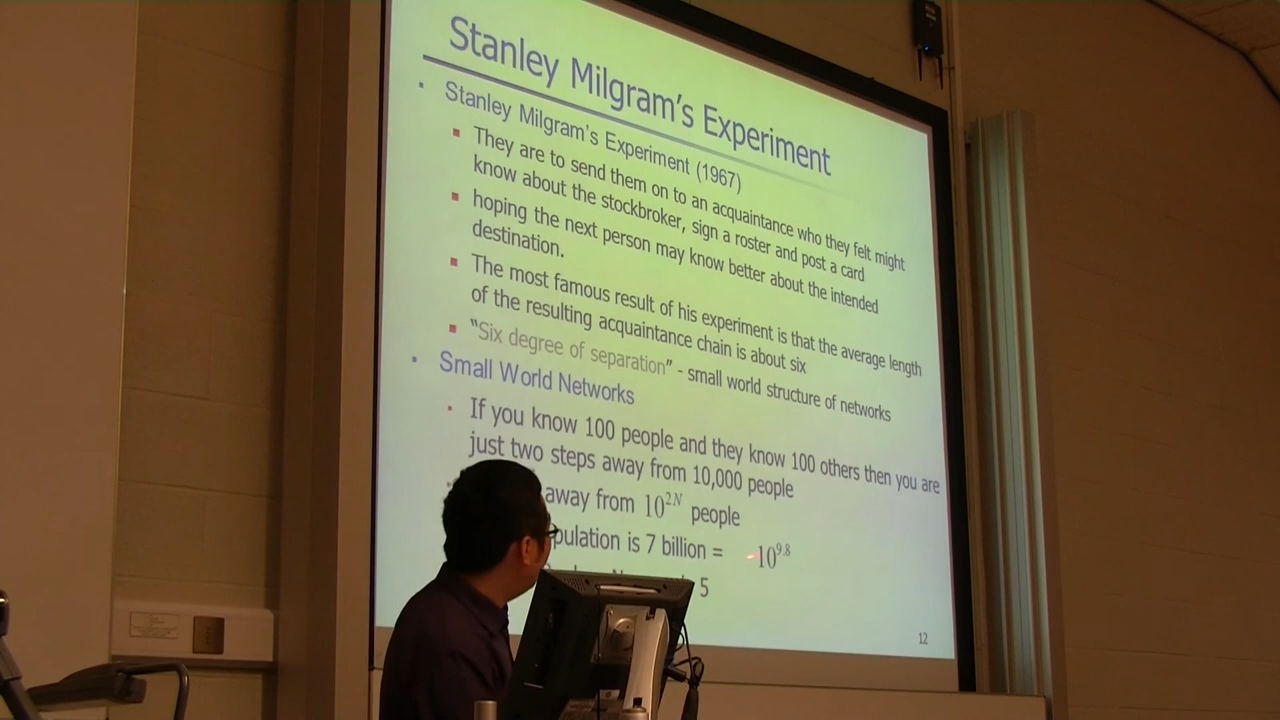 Stanley Milgram's Experiment
Stanley Milgram's Experiment (1967)
They are to send them on to an acquaintance who they felt might
know about the stockbroker, sign a roster and post a card
hoping the next person may know better about the intended
destination.
The most famous result of his experiment is that the average length
of the resulting acquaintance chain is about six
"Six degree of separation" - small world structure of networks
Small World Networks
If you know 100 people and they know 100 others then you are
just two steps away from 10,000 people
away from 10^{2N} people
is 7 billion = 10^{9.8}
5
12